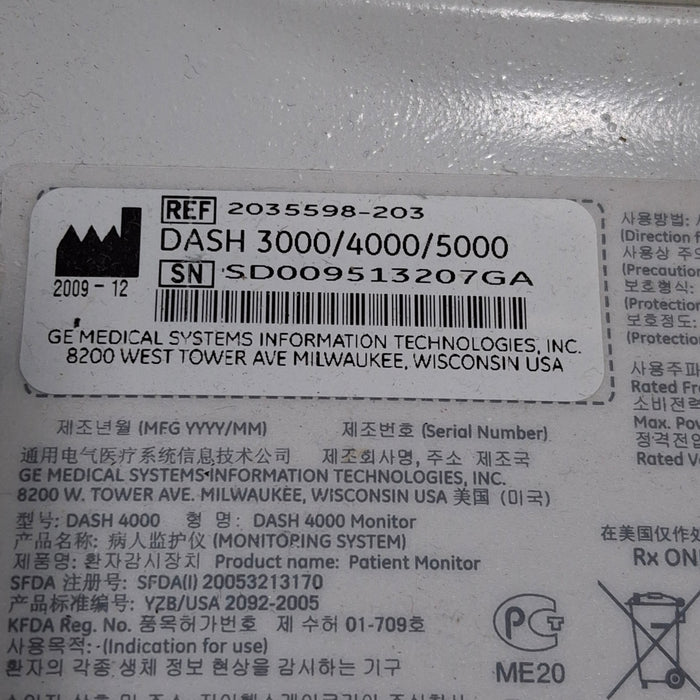 REF 2035598-203
DASH 3000/4000/5000
SN SD009513207GA
2009-12
GE MEDICAL SYSTEMS INFORMATION TECHNOLOGIES, INC.
8200 WEST TOWER AVE MILWAUKEE, WISCONSIN USA
제조년월 (MFG YYYY/MM) 제조번호 (Serial Number)
通用电气医疗系统信息技术公司 제조회사명, 주소 제조국
GE MEDICAL SYSTEMS INFORMATION TECHNOLOGIES, INC.
8200 W. TOWER AVE. MILWAUKEE, WISCONSIN USA 美国 (미국)
型号: DASH 4000 형 명: DASH 4000 Monitor
产品名称: 病人监护仪 (MONITORING SYSTEM)
제품명: 환자감시장치 Product name: Patient Monitor
SFDA 注册号: SFDA(I) 20053213170
产品标准编号: YZB/USA 2092-2005
KFDA Reg. No. 품목허가번호 제 수허 01-709호
사용목적: -(Indication for use)
환자의 각종 생체 정보 현상을 감시하는 기구
사용방법:
(Direction f
사용상 주의
(Precaution
보호형식:
(Protection
보호정도:
(Protection
사용주파
Rated Fr
소비전력
Max. Pow
정격전압
Rated V
在美国仅作处
Rx ON
PG
ME20